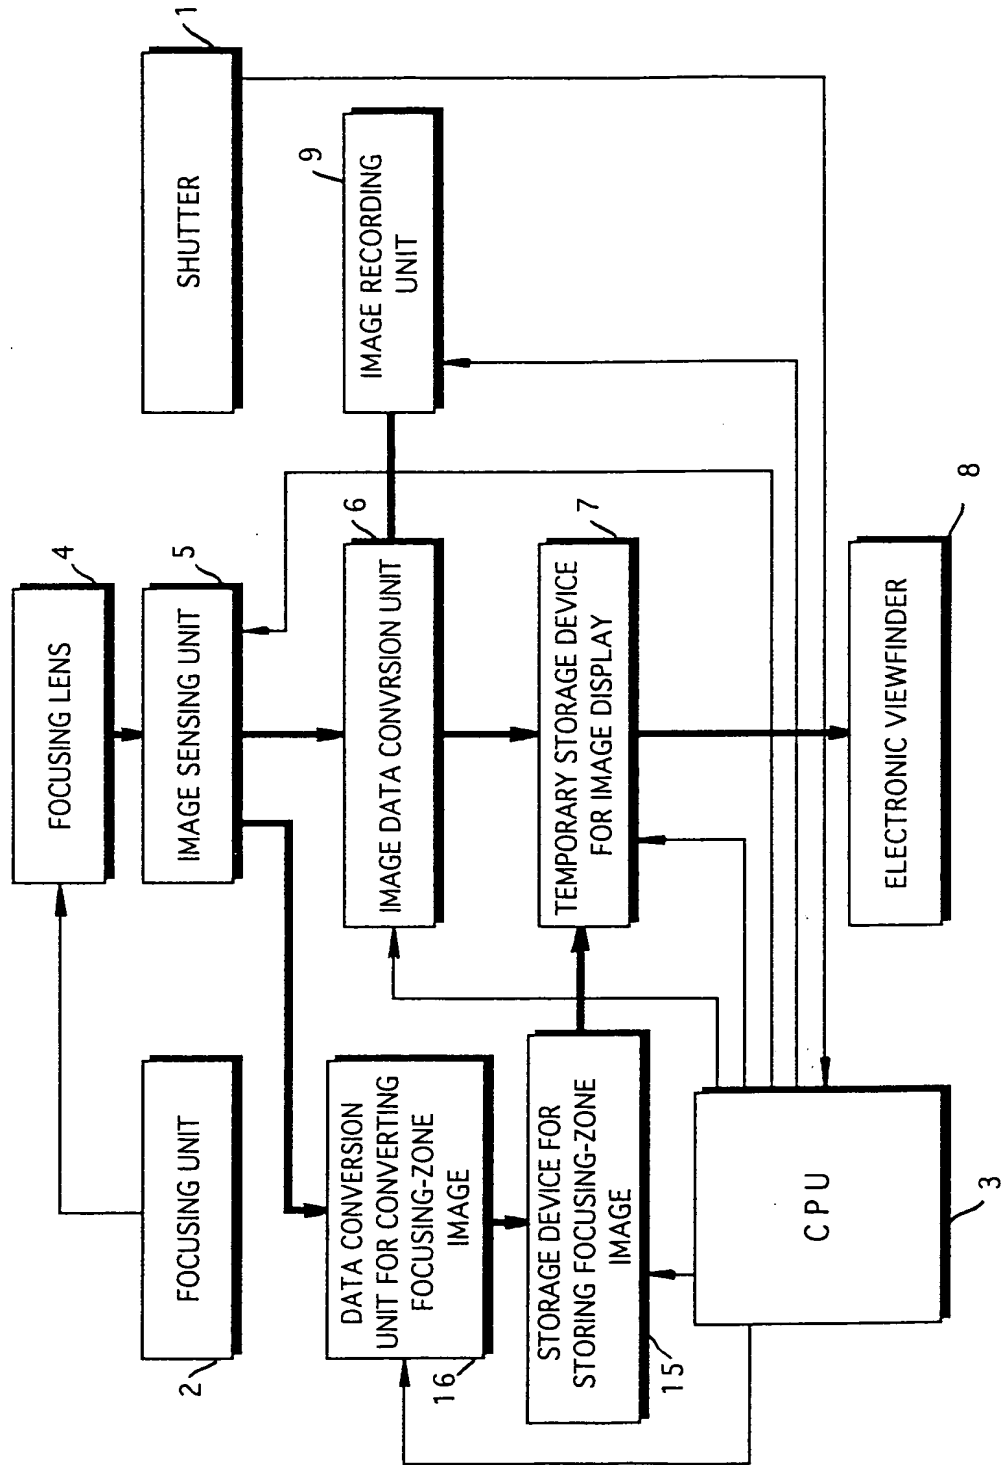 FOCUSING LENS
4
FOCUSING UNIT
2
IMAGE SENSING UNIT
5
SHUTTER
1
DATA CONVERSION
UNIT FOR CONVERTING
FOCUSING-ZONE
IMAGE
16
IMAGE DATA CONVRSION UNIT
6
IMAGE RECORDING
UNIT
9
STORAGE DEVICE FOR
STORING FOCUSING-ZONE
IMAGE
15
TEMPORARY STORAGE DEVICE
FOR IMAGE DISPLAY
7
CPU
3
ELECTRONIC VIEWFINDER
8